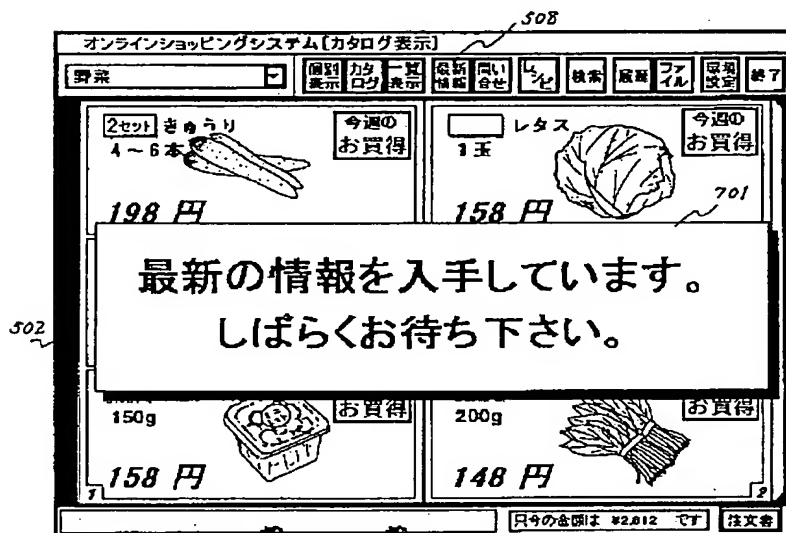 508
オンラインショッピングシステム[カタログ表示]
野菜
個別表示 カタログ 一覧表示 最新情報 問い合せ レシピ 検索 履歴 ファイル 環境設定 終了
2セット きゅうり
4～6本
今週の
お買得
198 円
レタス
1玉
今週の
お買得
158 円
701
最新の情報を入手しています。
しばらくお待ち下さい。
502
150g
お買得
158 円
1
200g
お買得
148 円
2
只今の金額は ¥2,012 です
注文書